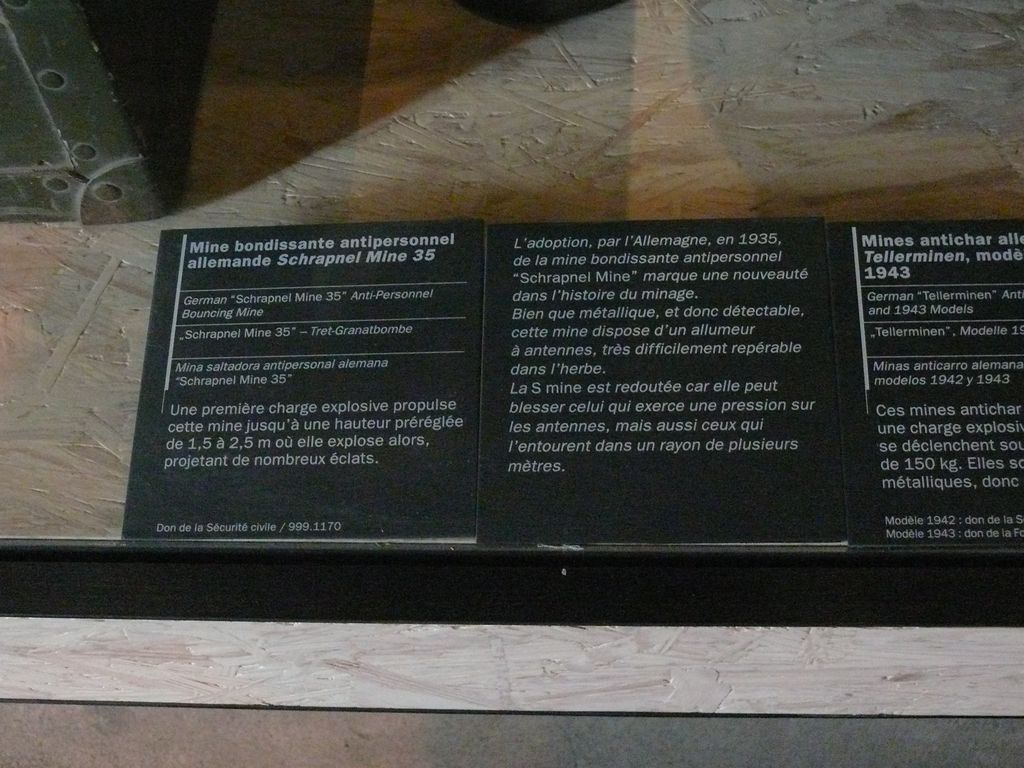 Mine bondissante antipersonnel
allemande Schrapnel Mine 35
German "Schrapnel Mine 35" Anti-Personnel
Bouncing Mine
„Schrapnel Mine 35" – Tret-Granatbombe
Mina saltadora antipersonal alemana
"Schrapnel Mine 35"
Une première charge explosive propulse
cette mine jusqu'à une hauteur préréglée
de 1,5 à 2,5 m où elle explose alors,
projetant de nombreux éclats.
Don de la Sécurité civile / 999.1170
L'adoption, par l'Allemagne, en 1935,
de la mine bondissante antipersonnel
"Schrapnel Mine" marque une nouveauté
dans l'histoire du minage.
Bien que métallique, et donc détectable,
cette mine dispose d'un allumeur
à antennes, très difficilement repérable
dans l'herbe.
La S mine est redoutée car elle peut
blesser celui qui exerce une pression sur
les antennes, mais aussi ceux qui
l'entourent dans un rayon de plusieurs
mètres.
Mines antichar alle
Tellerminen, modè
1943
German "Tellerminen" Anti
and 1943 Models
„Tellerminen", Modelle 19
Minas anticarro alemana
modelos 1942 y 1943
Ces mines antichar
une charge explosiv
se déclenchent sou
de 150 kg. Elles so
métalliques, donc
Modèle 1942 : don de la S
Modèle 1943 : don de la Fo